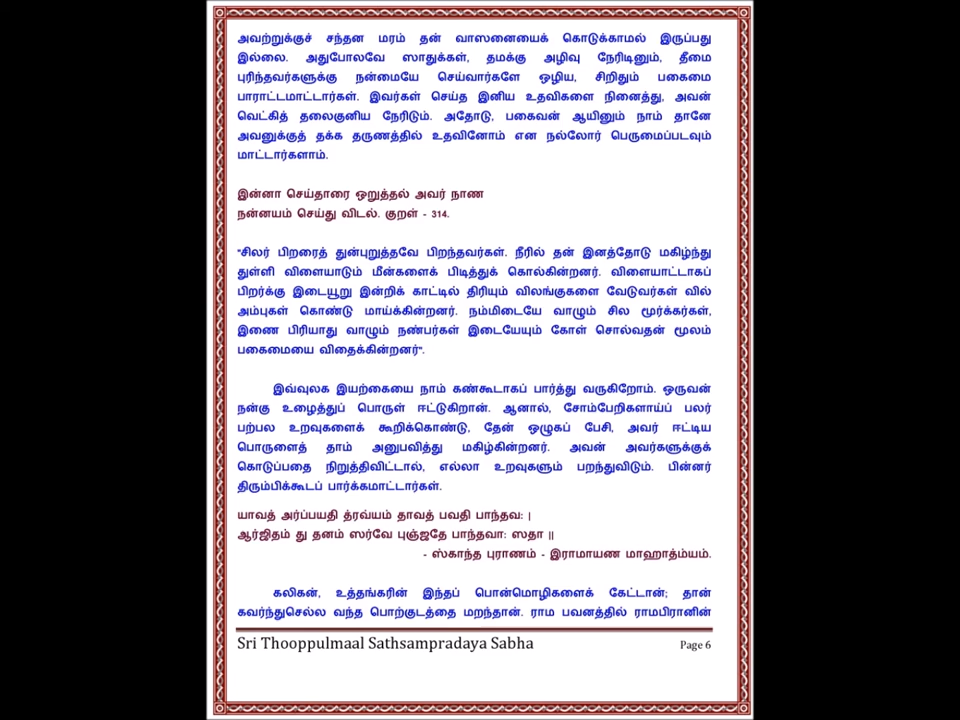 அவற்றுக்குச் சந்தன மரம் தன் வாஸனையைக் கொடுக்காமல் இருப்பது
இல்லை. அதுபோலவே ஸாதுக்கள், தமக்கு அழிவு நேரிடினும், தீமை
புரிந்தவர்களுக்கு நன்மையே செய்வார்களே ஒழிய, சிறிதும் பகைமை
பாராட்டமாட்டார்கள். இவர்கள் செய்த இனிய உதவிகளை நினைத்து, அவன்
வெட்கித் தலைகுனிய நேரிடும். அதோடு, பகைவன் ஆயினும் நாம் தானே
அவனுக்குத் தக்க தருணத்தில் உதவினோம் என நல்லோர் பெருமைப்படவும்
மாட்டார்களாம்.
இன்னா செய்தாரை ஒறுத்தல் அவர் நாண
நன்னயம் செய்து விடல். குறள் - 314.
"சிலர் பிறரைத் துன்புறுத்தவே பிறந்தவர்கள். நீரில் தன் இனத்தோடு மகிழ்ந்து
துள்ளி விளையாடும் மீன்களைக் பிடித்துக் கொல்கின்றனர். விளையாட்டாகப்
பிறர்க்கு இடையூறு இன்றிக் காட்டில் திரியும் விலங்குகளை வேடுவர்கள் வில்
அம்புகள் கொண்டு மாய்க்கின்றனர். நம்மிடையே வாழும் சில மூர்க்கர்கள்,
இணை பிரியாது வாழும் நண்பர்கள் இடையேயும் கோள் சொல்வதன் மூலம்
பகைமையை விதைக்கின்றனர்".
இவ்வுலக இயற்கையை நாம் கண்கூடாகப் பார்த்து வருகிறோம். ஒருவன்
நன்கு உழைத்துப் பொருள் ஈட்டுகிறான். ஆனால், சோம்பேறிகளாய்ப் பலர்
பற்பல உறவுகளைக் கூறிக்கொண்டு, தேன் ஒழுகப் பேசி, அவர் ஈட்டிய
பொருளைத் தாம் அனுபவித்து மகிழ்கின்றனர். அவன் அவர்களுக்குக்
கொடுப்பதை நிறுத்திவிட்டால், எல்லா உறவுகளும் பறந்துவிடும். பின்னர்
திரும்பிக்கூடப் பார்க்கமாட்டார்கள்.
யாவத் அர்ப்பயதி த்ரவ்யம் தாவத் பவதி பாந்தவ: |
ஆர்ஜிதம் து தனம் ஸர்வே புஞ்ஜதே பாந்தவா: ஸதா ||
- ஸ்காந்த புராணம் - இராமாயண மாஹாத்ம்யம்.
கலிகன், உத்தங்கரின் இந்தப் பொன்மொழிகளைக் கேட்டான்; தான்
கவர்ந்துசெல்ல வந்த பொற்குடத்தை மறந்தான். ராம பவனத்தில் ராமபிரானின்
Sri Thooppulmaal Sathsampradaya Sabha Page 6